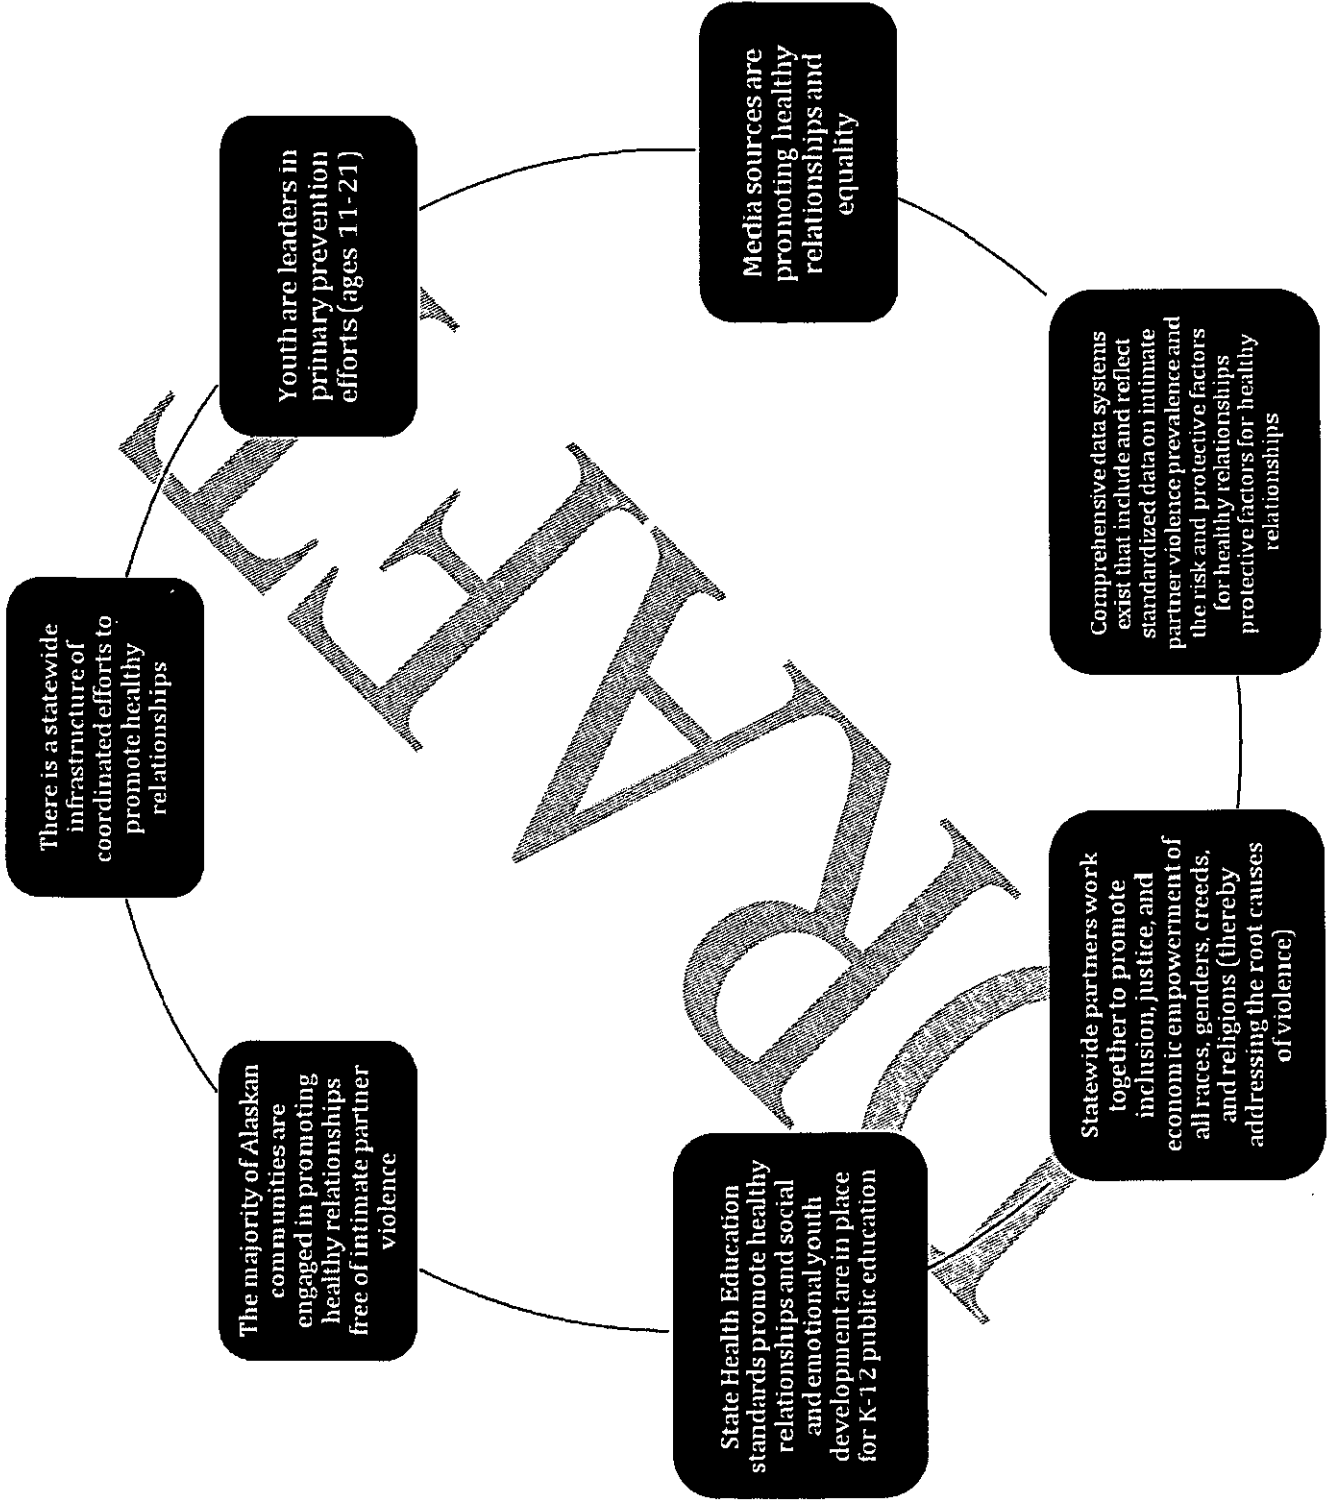 There is a statewide
infrastructure of
coordinated efforts to
promote healthy
relationships
Youth are leaders in
primary prevention
efforts (ages 11-21)
Media sources are
promoting healthy
relationships and
equality
Comprehensive data systems
exist that include and reflect
standardized data on intimate
partner violence prevalence and
the risk and protective factors
for healthy relationships
protective factors for healthy
relationships
Statewide partners work
together to promote
inclusion, justice, and
economic empowerment of
all races, genders, creeds,
and religions (thereby
addressing the root causes
of violence)
State Health Education
standards promote healthy
relationships and social
and emotional youth
development are in place
for K-12 public education
The majority of Alaskan
communities are
engaged in promoting
healthy relationships
free of intimate partner
violence
DRAFT